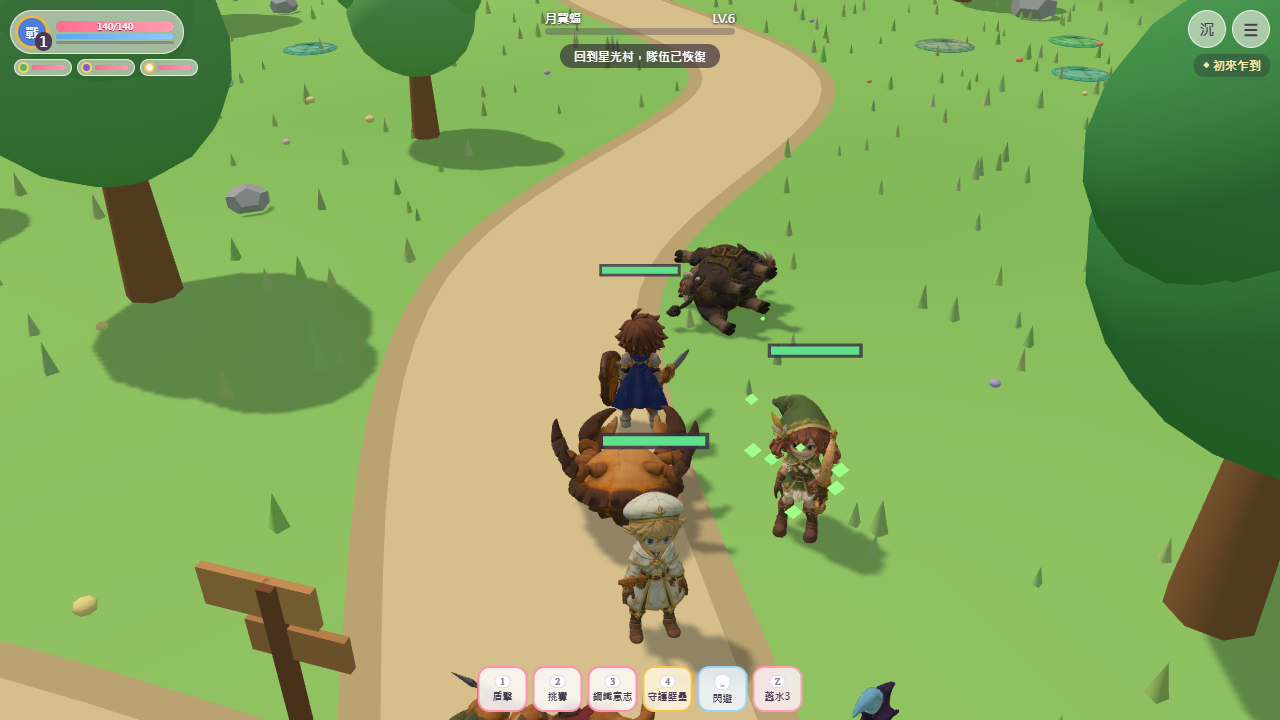 戰
140/140
1
月翼蝠
LV.6
回到星光村，隊伍已恢復
沉
◆ 初來乍到
1
盾擊
2
挑釁
3
鋼鐵意志
4
守護壁壘
閃避
Z
藥水3